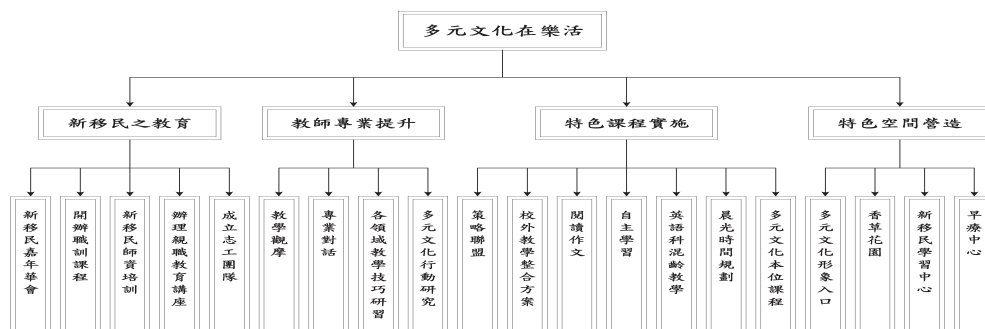 多元文化在樂活
新移民之教育
教師專業提升
特色課程實施
特色空間營造
新移民嘉年華會
開辦職訓課程
新移民師資培訓
辦理親職教育講座
成立志工團隊
教學觀摩
專業對話
各領域教學技巧研習
多元文化行動研究
策略聯盟
校外教學整合方案
閱讀作文
自主學習
英語科混齡教學
晨光時間規劃
多元文化本位課程
多元文化形象入口
香草花園
新移民學習中心
早療中心